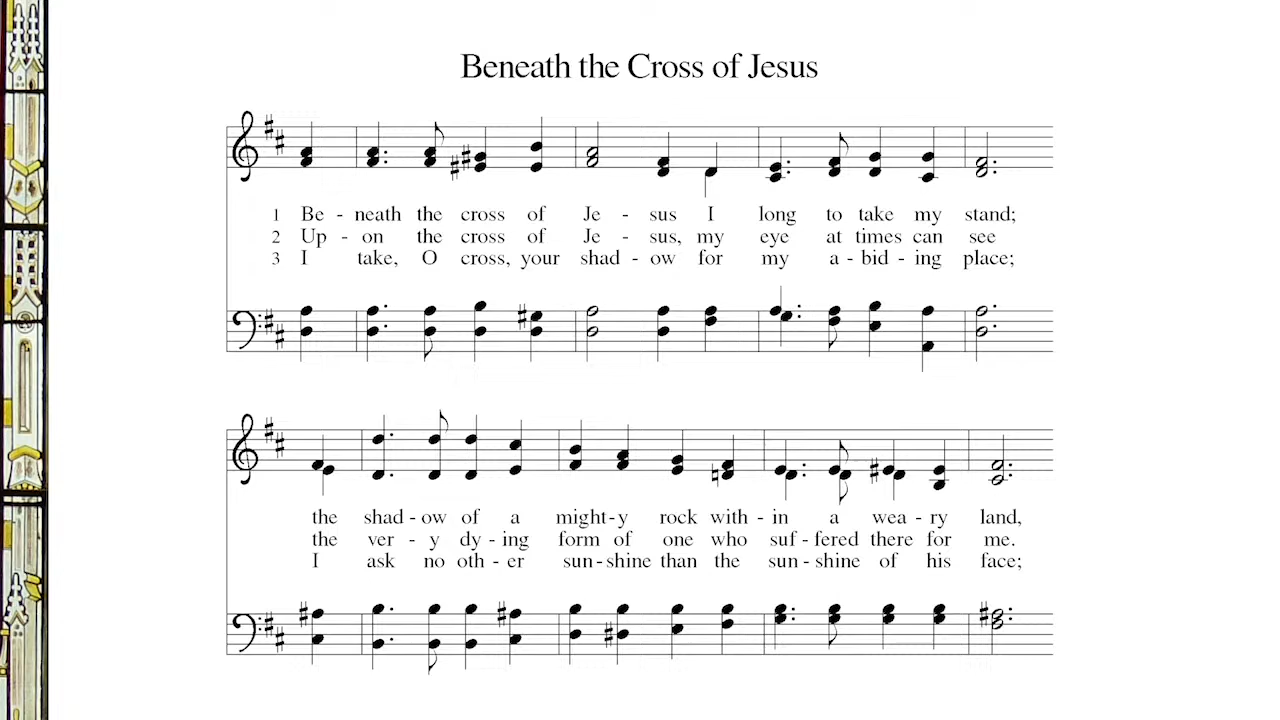 Beneath the Cross of Jesus
1 Be - neath the cross of Je - sus I long to take my stand;
2 Up - on the cross of Je - sus, my eye at times can see
3 I take, O cross, your shad - ow for my a - bid - ing place;
the shad - ow of a might - y rock with - in a wea - ry land,
the ver - y dy - ing form of one who suf - fered there for me.
I ask no oth - er sun - shine than the sun - shine of his face;